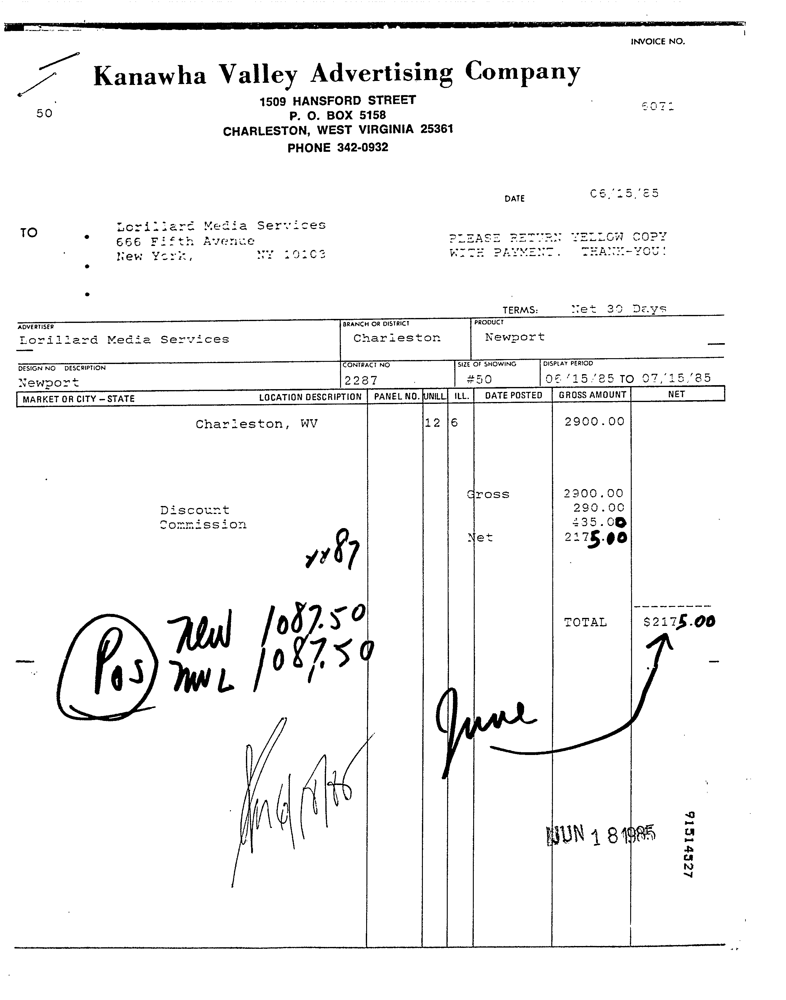 INVOICE NO.
Kanawha Valley Advertising Company
1509 HANSFORD STREET
50
6071
P. O. BOX 5158
CHARLESTON, WEST VIRGINIA 25361
PHONE 342-0932
DATE 06/15/85
TO
Lorillard Media Services
666 Fifth Avenue
New York, NY 10103
PLEASE RETURN YELLOW COPY
WITH PAYMENT. THANK-YOU!
TERMS: Net 30 Days
ADVERTISER BRANCH OR DISTRICT PRODUCT
Lorillard Media Services Charleston Newport
DESIGN NO DESCRIPTION CONTRACT NO SIZE OF SHOWING DISPLAY PERIOD
Newport 2287 #50 06/15/85 TO 07/15/85
MARKET OR CITY – STATE LOCATION DESCRIPTION PANEL NO. UNILL ILL. DATE POSTED GROSS AMOUNT NET
Charleston, WV 12 6 2900.00
Gross 2900.00
Discount 290.00
Commission 435.00
Net 2175.00
87
TOTAL $2175.00
Pos
new 1087.50
mnl 1087.50
June
JUN 18 1985
91514527